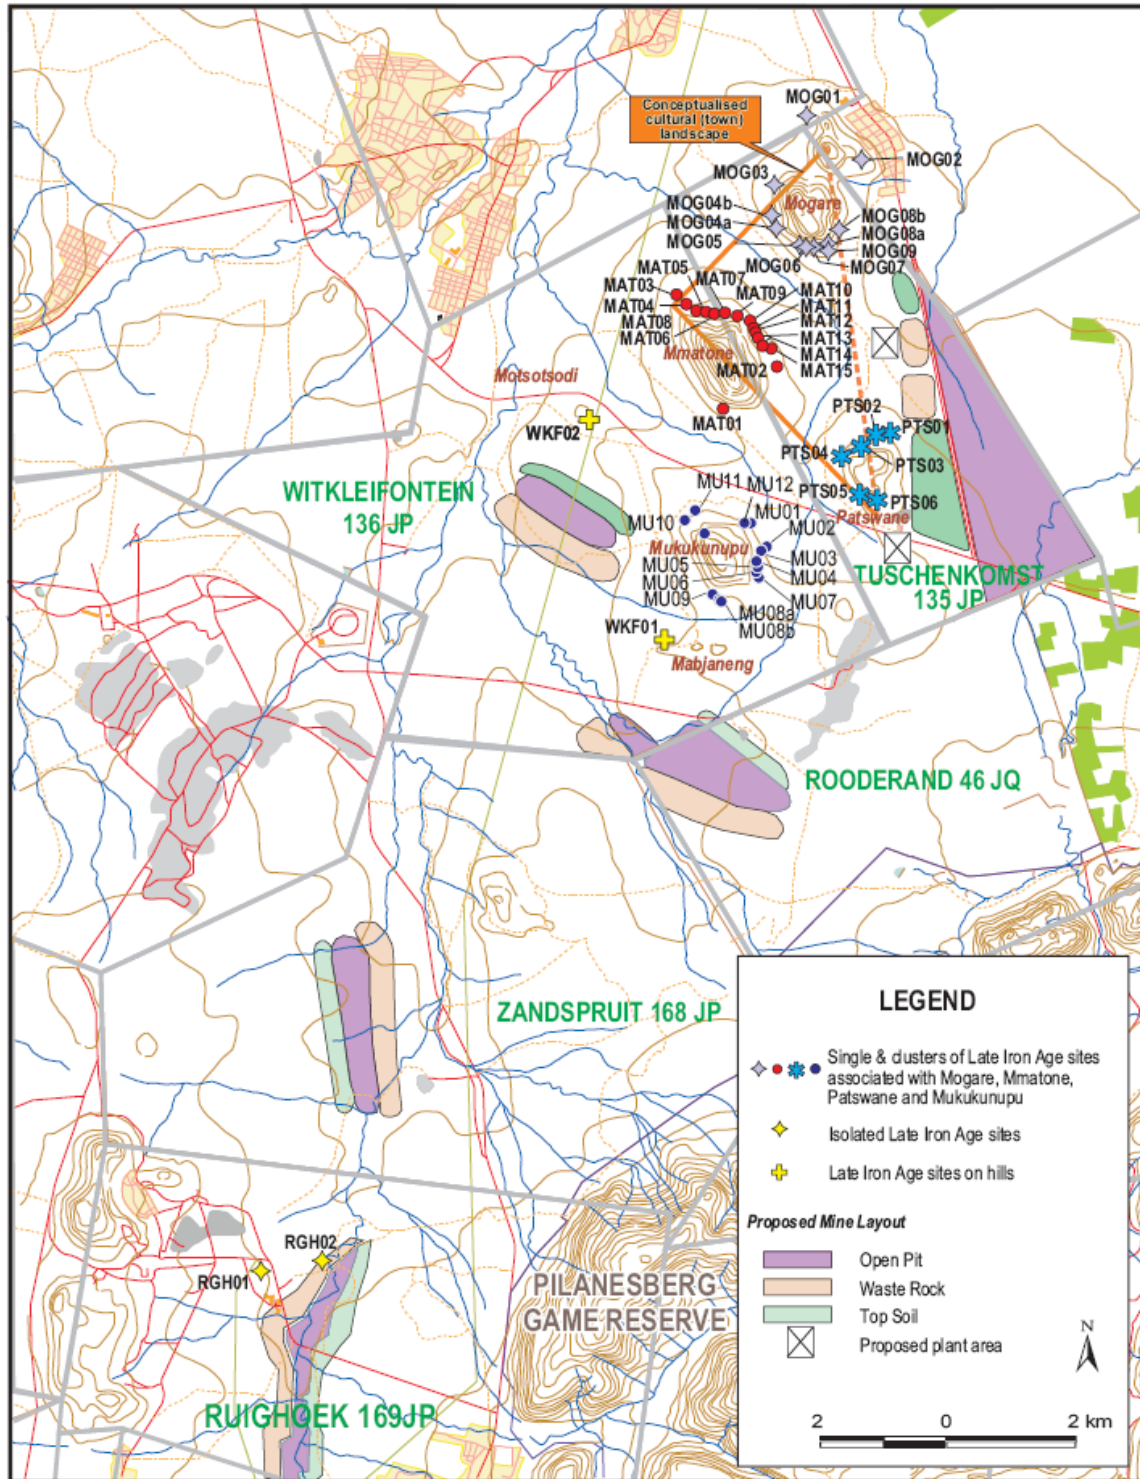 Conceptualised
cultural (town)
landscape
MOG01
MOG02
MOG03
Mogare
MOG04b
MOG04a
MOG05
MOG08b
MOG08a
MOG09
MOG06
MOG07
MAT05
MAT07
MAT03
MAT04
MAT09
MAT10
MAT11
MAT12
MAT13
MAT14
MAT15
MAT08
MAT06
Mmatone
MAT02
MAT01
Motsotsodi
WKF02
PTS02
PTS01
PTS04
PTS03
PTS05
PTS06
Patswane
WITKLEIFONTEIN
136 JP
MU11
MU12
MU10
MU01
MU02
Mukukunupu
MU05
MU03
MU06
MU04
MU09
MU07
MU08a
MU08b
TUSCHENKOMST
135 JP
WKF01
Mabjaneng
ROODERAND 46 JQ
ZANDSPRUIT 168 JP
RGH02
RGH01
PILANESBERG
GAME RESERVE
RUIGHOEK 169JP
LEGEND
Single & clusters of Late Iron Age sites
associated with Mogare, Mmatone,
Patswane and Mukukunupu
Isolated Late Iron Age sites
Late Iron Age sites on hills
Proposed Mine Layout
Open Pit
Waste Rock
Top Soil
Proposed plant area
N
2 0 2 km